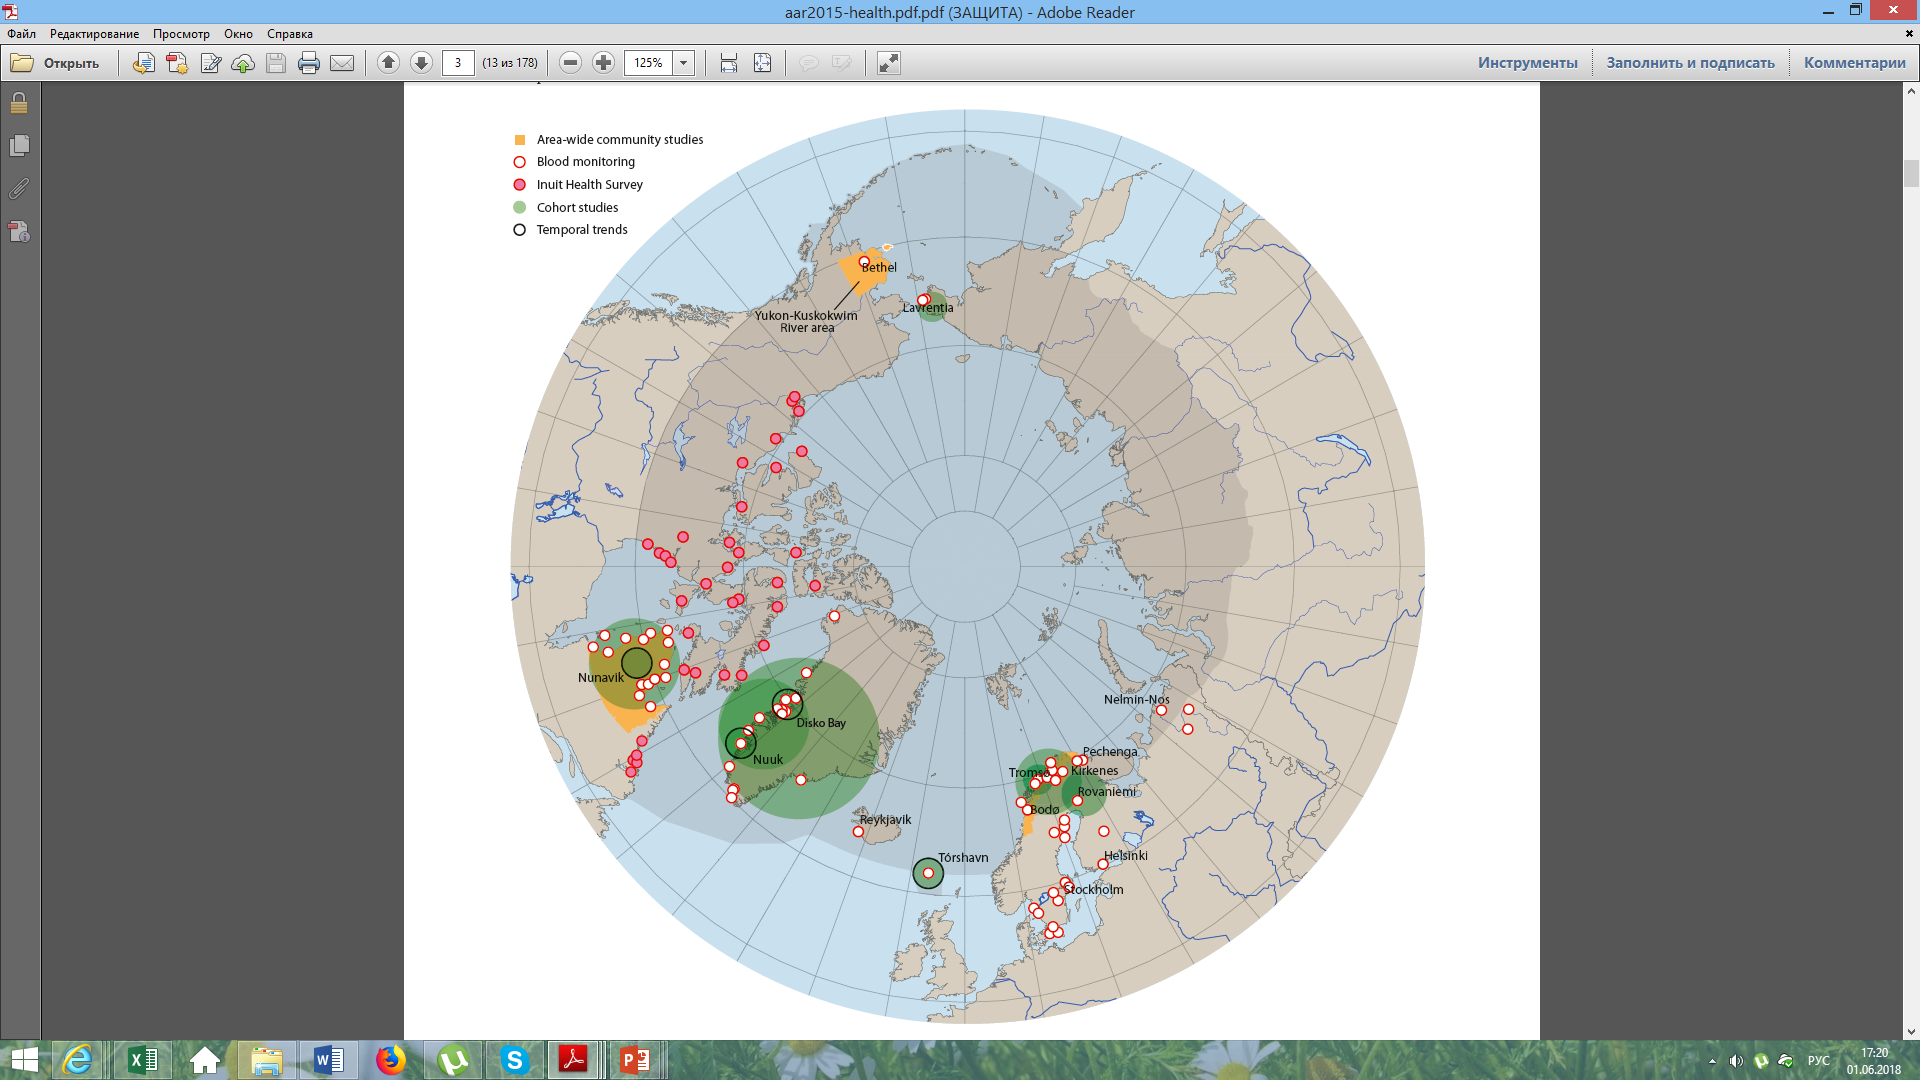 aar2015-health.pdf.pdf (ЗАЩИТА) - Adobe Reader
Файл Редактирование Просмотр Окно Справка
Открыть 3 (13 из 178) 125% Инструменты Заполнить и подписать Комментарии
Area-wide community studies
Blood monitoring
Inuit Health Survey
Cohort studies
Temporal trends
Bethel
Lavrentia
Yukon-Kuskokwim
River area
Nunavik
Nelmin-Nos
Disko Bay
Nuuk
Pechenga
Tromsø
Kirkenes
Rovaniemi
Bodø
Reykjavik
Tórshavn
Helsinki
Stockholm
РУС
17:20
01.06.2018